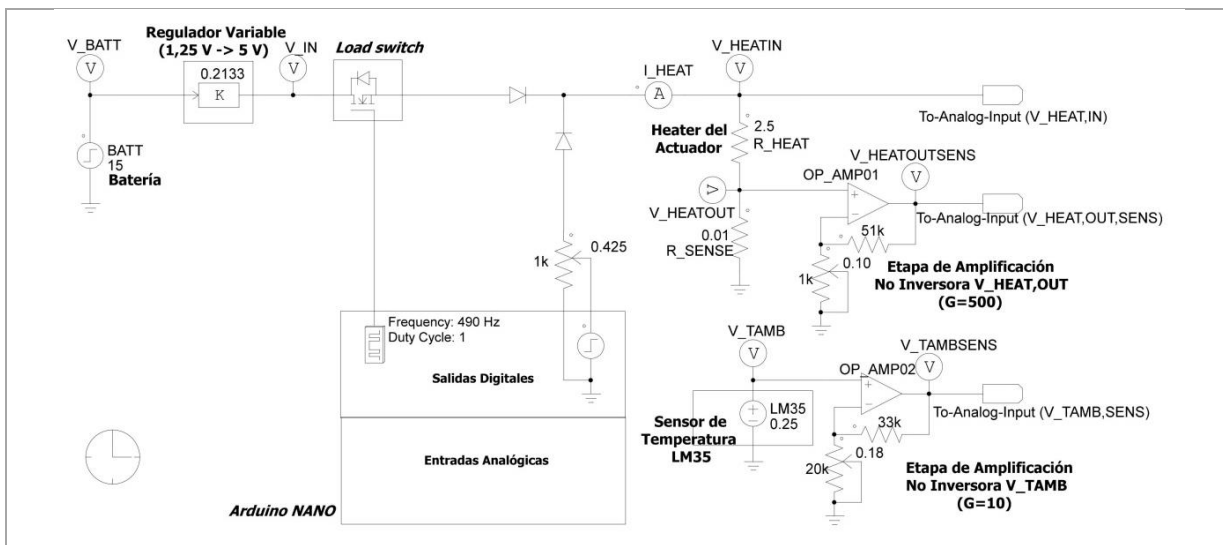 Regulador Variable
(1,25 V -> 5 V)
V_BATT
V
0.2133
K
V_IN
V
Load switch
BATT
15
Batería
I_HEAT
A
V_HEATIN
V
To-Analog-Input (V_HEAT,IN)
Heater del
Actuador
2.5
R_HEAT
V_HEATOUTSENS
V
OP_AMP01
V
V_HEATOUT
0.01
R_SENSE
To-Analog-Input (V_HEAT,OUT,SENS)
51k
0.10
1k
Etapa de Amplificación
No Inversora V_HEAT,OUT
(G=500)
0.425
1k
Frequency: 490 Hz
Duty Cycle: 1
Salidas Digitales
Entradas Analógicas
Arduino NANO
V_TAMB
V
V_TAMBSENS
V
OP_AMP02
LM35
0.25
Sensor de
Temperatura
LM35
To-Analog-Input (V_TAMB,SENS)
33k
0.18
20k
Etapa de Amplificación
No Inversora V_TAMB
(G=10)